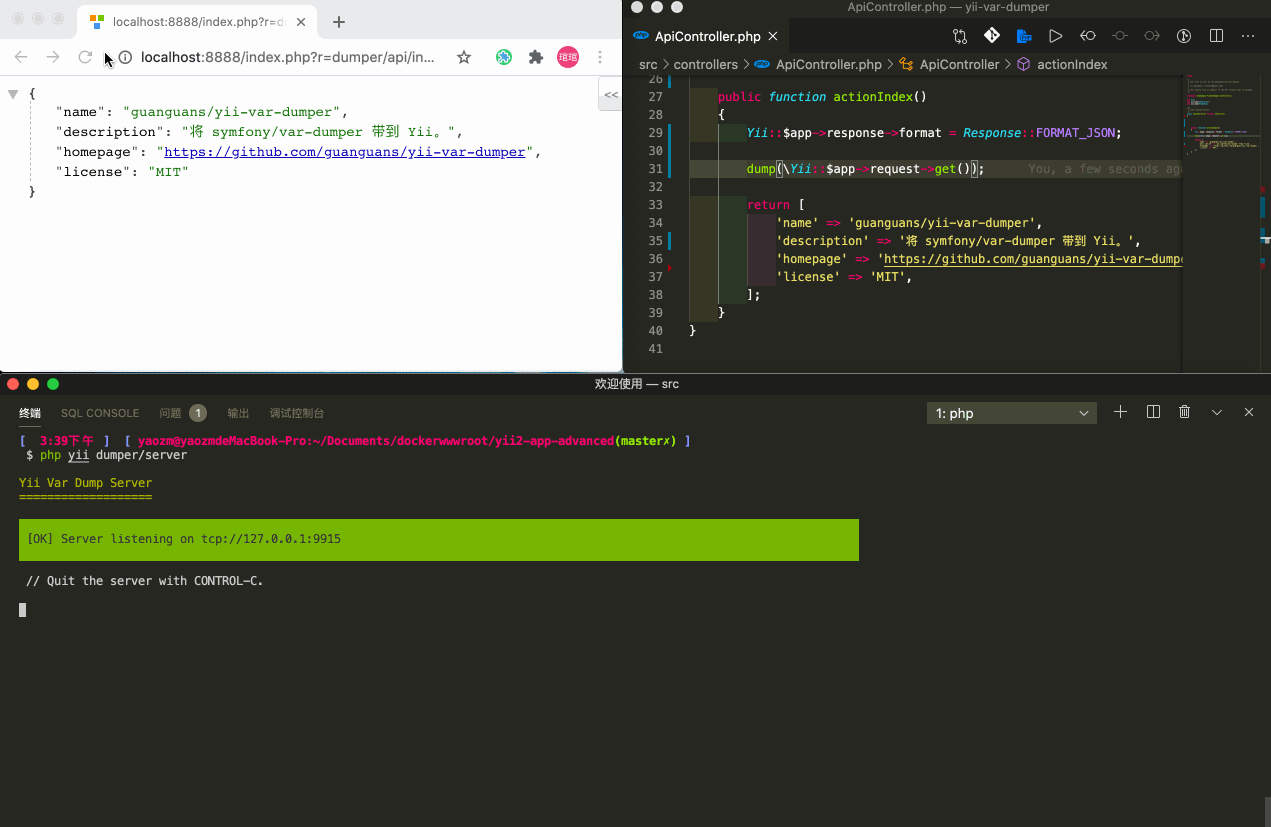 localhost:8888/index.php?r=d
localhost:8888/index.php?r=dumper/api/in...
琯琯
<<
{
"name": "guanguans/yii-var-dumper",
"description": "将 symfony/var-dumper 带到 Yii。",
"homepage": "https://github.com/guanguans/yii-var-dumper",
"license": "MIT"
}
ApiController.php — yii-var-dumper
ApiController.php
src > controllers > ApiController.php > ApiController > actionIndex
26
27 public function actionIndex()
28 {
29 Yii::$app->response->format = Response::FORMAT_JSON;
30
31 dump(\Yii::$app->request->get()); You, a few seconds ago
32
33 return [
34 'name' => 'guanguans/yii-var-dumper',
35 'description' => '将 symfony/var-dumper 带到 Yii。',
36 'homepage' => 'https://github.com/guanguans/yii-var-dumpe
37 'license' => 'MIT',
38 ];
39 }
40 }
41
欢迎使用 — src
终端 SQL CONSOLE 问题 1 输出 调试控制台
1: php
[ 3:39下午 ] [ yaozm@yaozmdeMacBook-Pro:~/Documents/dockerwwwroot/yii2-app-advanced(master✗) ]
$ php yii dumper/server
Yii Var Dump Server
===================
[OK] Server listening on tcp://127.0.0.1:9915
// Quit the server with CONTROL-C.